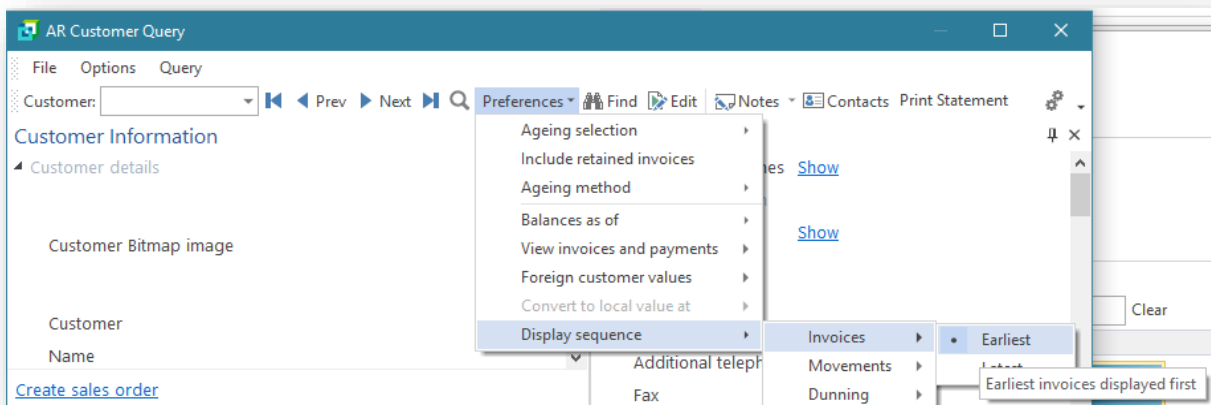 AR Customer Query
File Options Query
Customer: Prev Next Preferences Find Edit Notes Contacts Print Statement
Customer Information
Customer details
Customer Bitmap image
Customer
Name
Create sales order
Ageing selection
Include retained invoices
Ageing method
Balances as of
View invoices and payments
Foreign customer values
Convert to local value at
Display sequence
Show
Show
Additional
Fax
Invoices
Movements
Dunning
Earliest
Earliest invoices displayed first
Clear